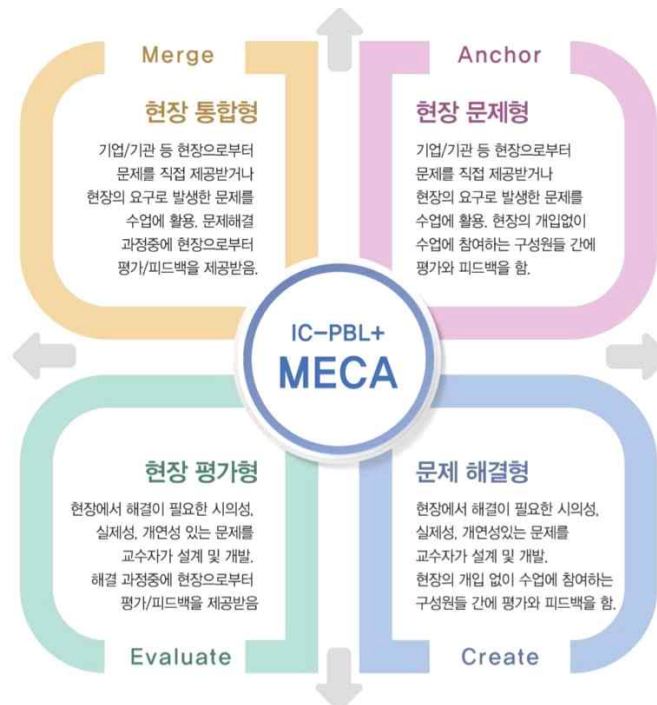 Merge
현장 통합형
기업/기관 등 현장으로부터
문제를 직접 제공받거나
현장의 요구로 발생한 문제를
수업에 활용. 문제해결
과정중에 현장으로부터
평가/피드백을 제공받음.
Anchor
현장 문제형
기업/기관 등 현장으로부터
문제를 직접 제공받거나
현장의 요구로 발생한 문제를
수업에 활용. 현장의 개입없이
수업에 참여하는 구성원들 간에
평가와 피드백을 함.
IC-PBL+
MECA
현장 평가형
현장에서 해결이 필요한 시의성,
실제성, 개연성 있는 문제를
교수자가 설계 및 개발.
해결 과정중에 현장으로부터
평가/피드백을 제공받음
Evaluate
문제 해결형
현장에서 해결이 필요한 시의성,
실제성, 개연성있는 문제를
교수자가 설계 및 개발.
현장의 개입 없이 수업에 참여하는
구성원들 간에 평가와 피드백을 함.
Create